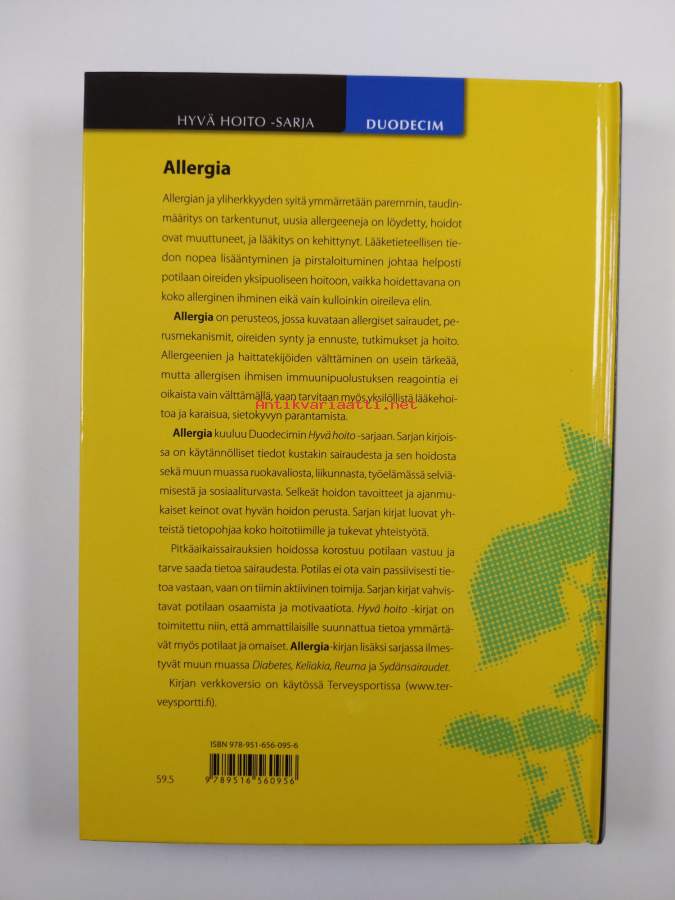 HYVÄ HOITO -SARJA
DUODECIM
Allergia
Allergian ja yliherkkyyden syitä ymmärretään paremmin, taudin-
määritys on tarkentunut, uusia allergeeneja on löydetty, hoidot
ovat muuttuneet, ja lääkitys on kehittynyt. Lääketieteellisen tie-
don nopea lisääntyminen ja pirstaloituminen johtaa helposti
potilaan oireiden yksipuoliseen hoitoon, vaikka hoidettavana on
koko allerginen ihminen eikä vain kulloinkin oireileva elin.
Allergia on perusteos, jossa kuvataan allergiset sairaudet, pe-
rusmekanismit, oireiden synty ja ennuste, tutkimukset ja hoito.
Allergeenien ja haittatekijöiden välttäminen on usein tärkeää,
mutta allergisen ihmisen immuunipuolustuksen reagointia ei
oikaista vain välttämällä, vaan tarvitaan myös yksilöllistä lääkehoi-
Antikvariaatti.net
toa ja karaisua, sietokyvyn parantamista.
Allergia kuuluu Duodecimin Hyvä hoito -sarjaan. Sarjan kirjois-
sa on käytännölliset tiedot kustakin sairaudesta ja sen hoidosta
sekä muun muassa ruokavaliosta, liikunnasta, työelämässä selviä-
misestä ja sosiaaliturvasta. Selkeät hoidon tavoitteet ja ajanmu-
kaiset keinot ovat hyvän hoidon perusta. Sarjan kirjat luovat yh-
teistä tietopohjaa koko hoitotiimille ja tukevat yhteistyötä.
Pitkäaikaissairauksien hoidossa korostuu potilaan vastuu ja
tarve saada tietoa sairaudesta. Potilas ei ota vain passiivisesti tie-
toa vastaan, vaan on tiimin aktiivinen toimija. Sarjan kirjat vahvis-
tavat potilaan osaamista ja motivaatiota. Hyvä hoito -kirjat on
toimitettu niin, että ammattilaisille suunnattua tietoa ymmärtä-
vät myös potilaat ja omaiset. Allergia-kirjan lisäksi sarjassa ilmes-
tyvät muun muassa Diabetes, Keliakia, Reuma ja Sydänsairaudet.
Kirjan verkkoversio on käytössä Terveysportissa (www.ter-
veysportti.fi).
ISBN 978-951-656-095-6
59.5
9 789516 560956